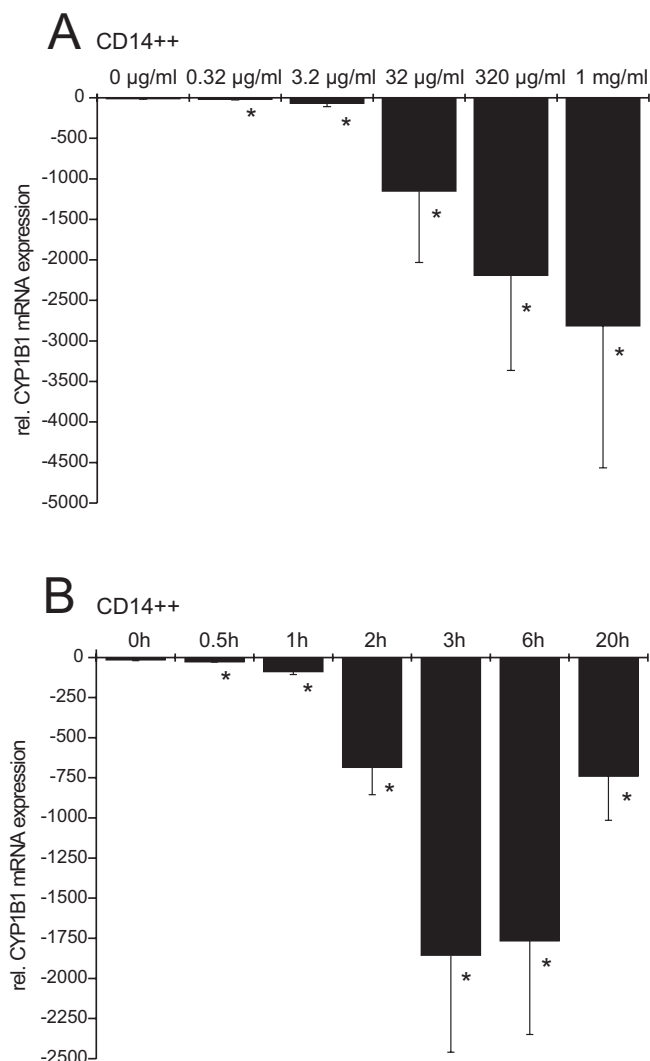 A CD14++
0 µg/ml 0.32 µg/ml 3.2 µg/ml 32 µg/ml 320 µg/ml 1 mg/ml
0
-500
-1000
-1500
-2000
-2500
-3000
-3500
-4000
-4500
-5000
rel. CYP1B1 mRNA expression
* * * * *
B CD14++
0h 0.5h 1h 2h 3h 6h 20h
0
-250
-500
-750
-1000
-1250
-1500
-1750
-2000
-2250
-2500
rel. CYP1B1 mRNA expression
* * * * * *